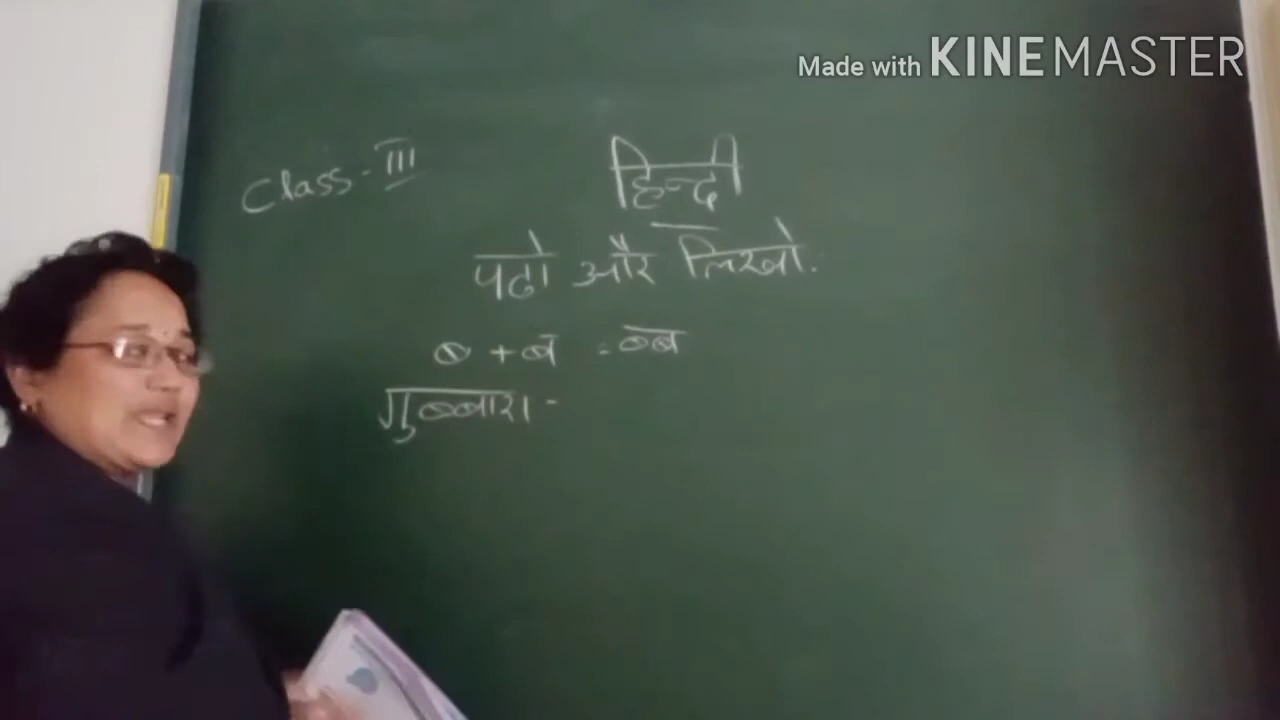 Made with KINEMASTER
Class - III
हिन्दी
पढो और लिखो.
ब् + ब = ब्ब
गुब्बारा -